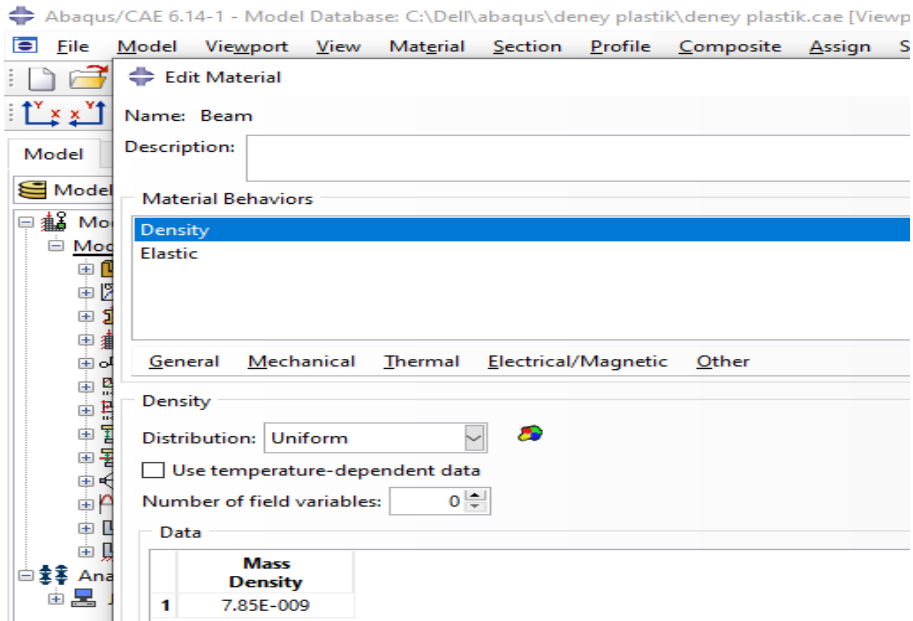 Abaqus/CAE 6.14-1 - Model Database: C:\Dell\abaqus\deney plastik\deney plastik.cae [Viewp
File Model Viewport View Material Section Profile Composite Assign S
Edit Material
Name: Beam
Model
Description:
Model
Material Behaviors
Density
Elastic
General Mechanical Thermal Electrical/Magnetic Other
Density
Distribution: Uniform
Use temperature-dependent data
Number of field variables: 0
Data
Mass
Density
1 7.85E-009